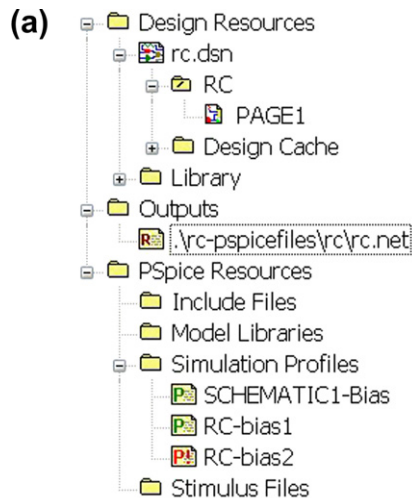 (a)
Design Resources
rc.dsn
RC
PAGE1
Design Cache
Library
Outputs
.\rc-pspicefiles\rc\rc.net
PSpice Resources
Include Files
Model Libraries
Simulation Profiles
SCHEMATIC1-Bias
RC-bias1
RC-bias2
Stimulus Files